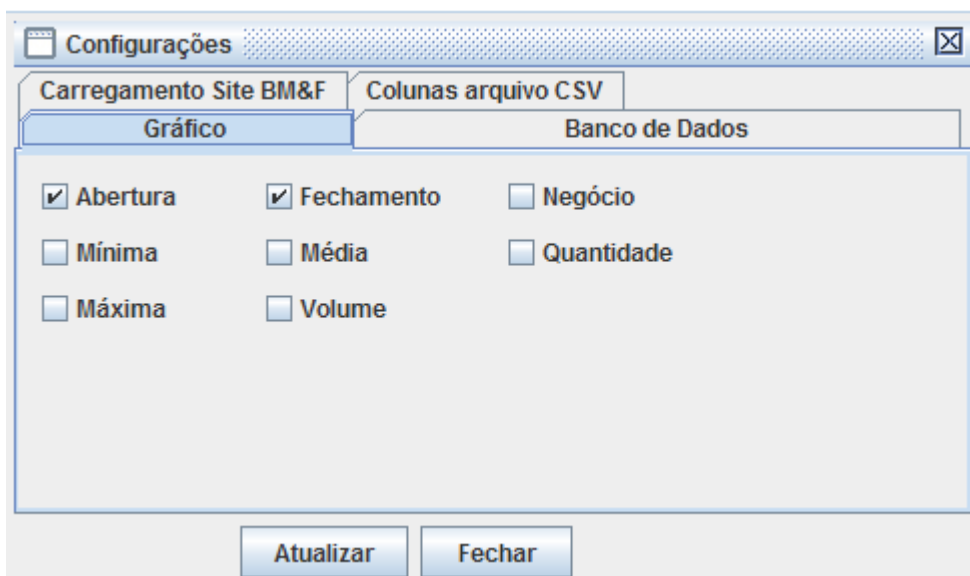 Configurações
Carregamento Site BM&F Colunas arquivo CSV
Gráfico Banco de Dados
Abertura Fechamento Negócio
Mínima Média Quantidade
Máxima Volume
Atualizar Fechar